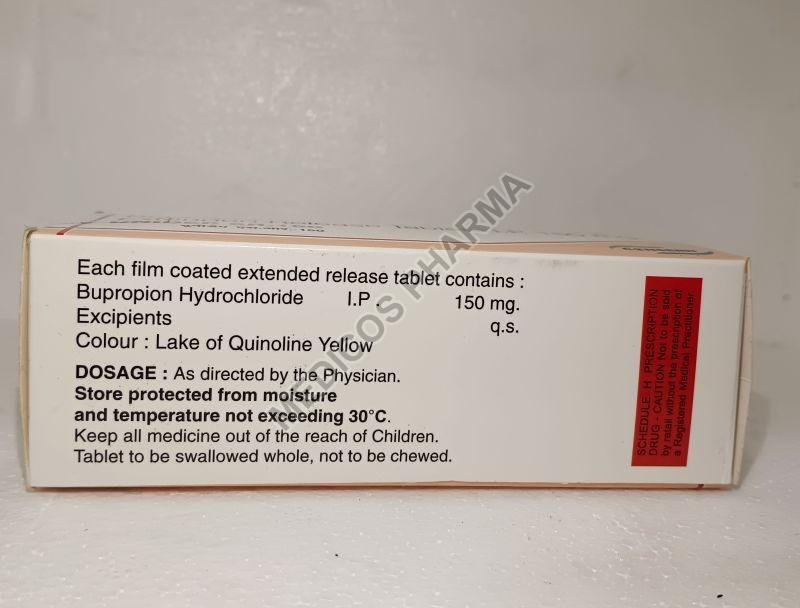 Each film coated extended release tablet contains :
Bupropion Hydrochloride I.P. 150 mg.
Excipients q.s.
Colour : Lake of Quinoline Yellow
DOSAGE : As directed by the Physician.
Store protected from moisture
and temperature not exceeding 30°C.
Keep all medicine out of the reach of Children.
Tablet to be swallowed whole, not to be chewed.
SCHEDULE H PRESCRIPTION
DRUG - CAUTION Not to be sold
by retail without the prescription of
a Registered Medical Practitioner.
MEDICOS PHARMA